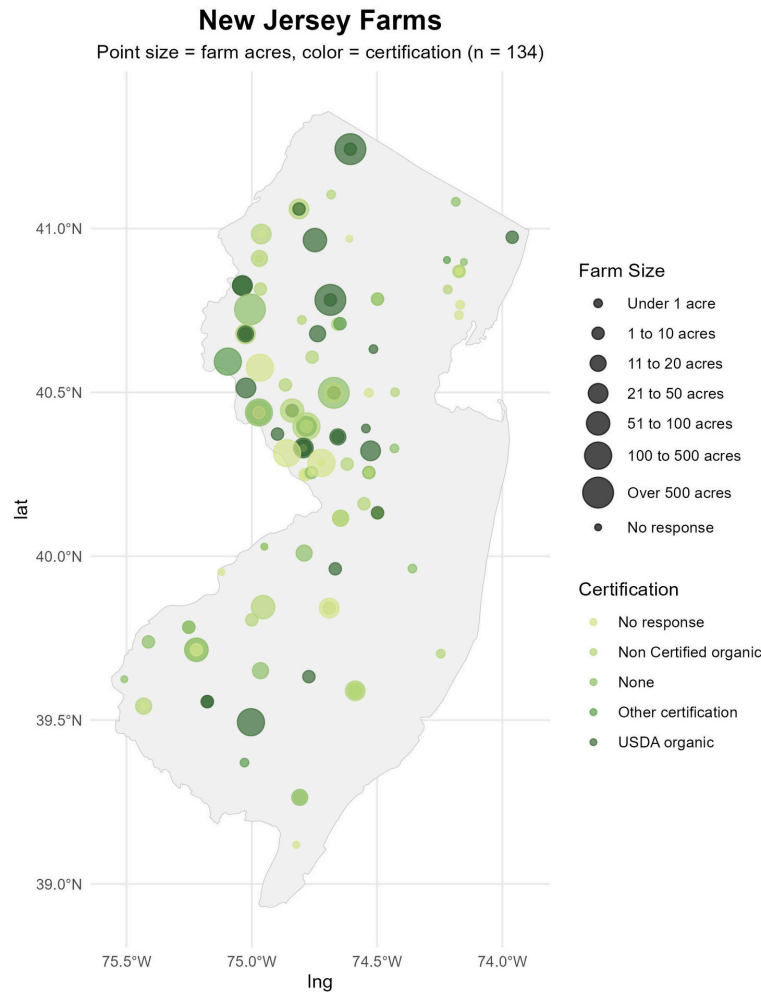 New Jersey Farms
Point size = farm acres, color = certification (n = 134)
41.0°N
40.5°N
40.0°N
39.5°N
39.0°N
lat
75.5°W 75.0°W 74.5°W 74.0°W
lng
Farm Size
Under 1 acre
1 to 10 acres
11 to 20 acres
21 to 50 acres
51 to 100 acres
100 to 500 acres
Over 500 acres
No response
Certification
No response
Non Certified organic
None
Other certification
USDA organic